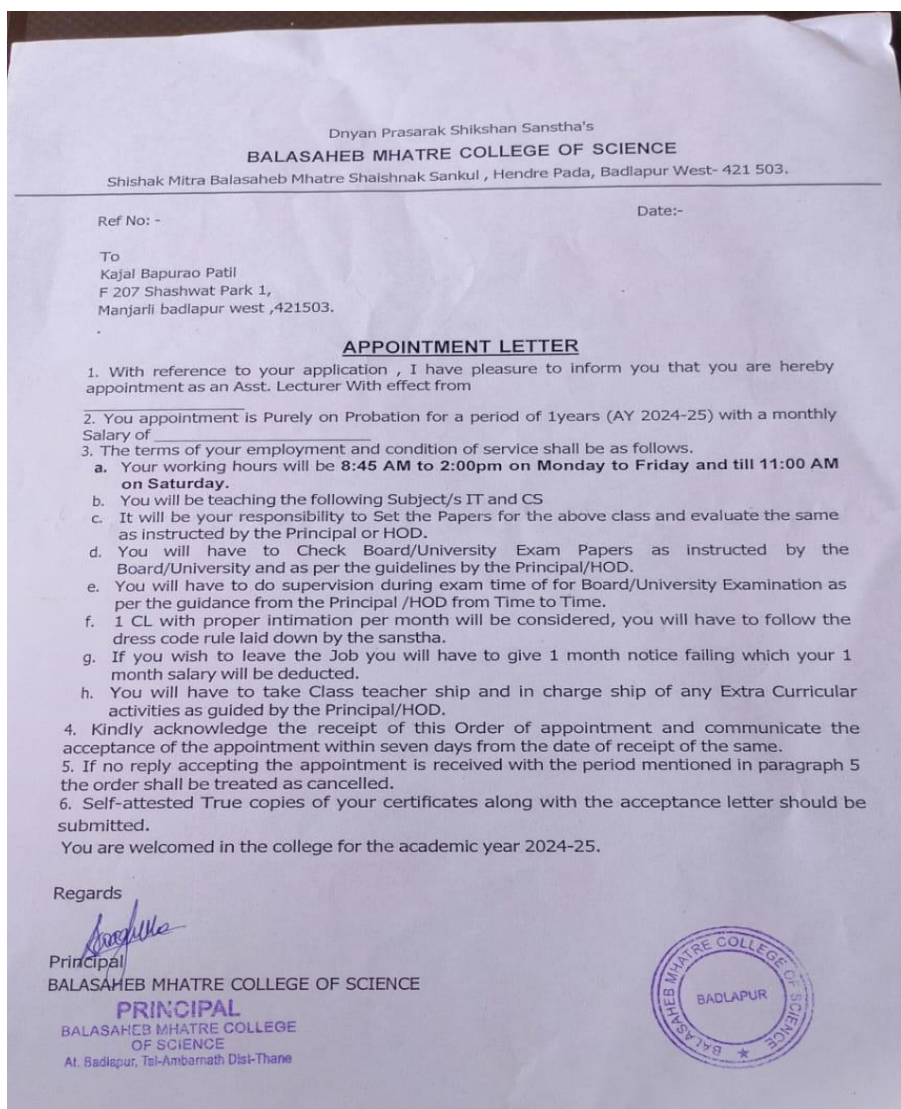 Dnyan Prasarak Shikshan Sanstha's
BALASAHEB MHATRE COLLEGE OF SCIENCE
Shishak Mitra Balasaheb Mhatre Shaishnak Sankul , Hendre Pada, Badlapur West- 421 503.
Ref No: -
Date:-
To
Kajal Bapurao Patil
F 207 Shashwat Park 1,
Manjarli badlapur west ,421503.
.
APPOINTMENT LETTER
1. With reference to your application , I have pleasure to inform you that you are hereby
appointment as an Asst. Lecturer With effect from
____________________
2. You appointment is Purely on Probation for a period of 1years (AY 2024-25) with a monthly
Salary of ____________________
3. The terms of your employment and condition of service shall be as follows.
a. Your working hours will be 8:45 AM to 2:00pm on Monday to Friday and till 11:00 AM
on Saturday.
b. You will be teaching the following Subject/s IT and CS
c. It will be your responsibility to Set the Papers for the above class and evaluate the same
as instructed by the Principal or HOD.
d. You will have to Check Board/University Exam Papers as instructed by the
Board/University and as per the guidelines by the Principal/HOD.
e. You will have to do supervision during exam time of for Board/University Examination as
per the guidance from the Principal /HOD from Time to Time.
f. 1 CL with proper intimation per month will be considered, you will have to follow the
dress code rule laid down by the sanstha.
g. If you wish to leave the Job you will have to give 1 month notice failing which your 1
month salary will be deducted.
h. You will have to take Class teacher ship and in charge ship of any Extra Curricular
activities as guided by the Principal/HOD.
4. Kindly acknowledge the receipt of this Order of appointment and communicate the
acceptance of the appointment within seven days from the date of receipt of the same.
5. If no reply accepting the appointment is received with the period mentioned in paragraph 5
the order shall be treated as cancelled.
6. Self-attested True copies of your certificates along with the acceptance letter should be
submitted.
You are welcomed in the college for the academic year 2024-25.
Regards
Principal
BALASAHEB MHATRE COLLEGE OF SCIENCE
PRINCIPAL
BALASAHEB MHATRE COLLEGE
OF SCIENCE
At. Badlapur, Tal-Ambarnath Dist-Thane
BALASAHEB MHATRE COLLEGE OF SCIENCE
BADLAPUR